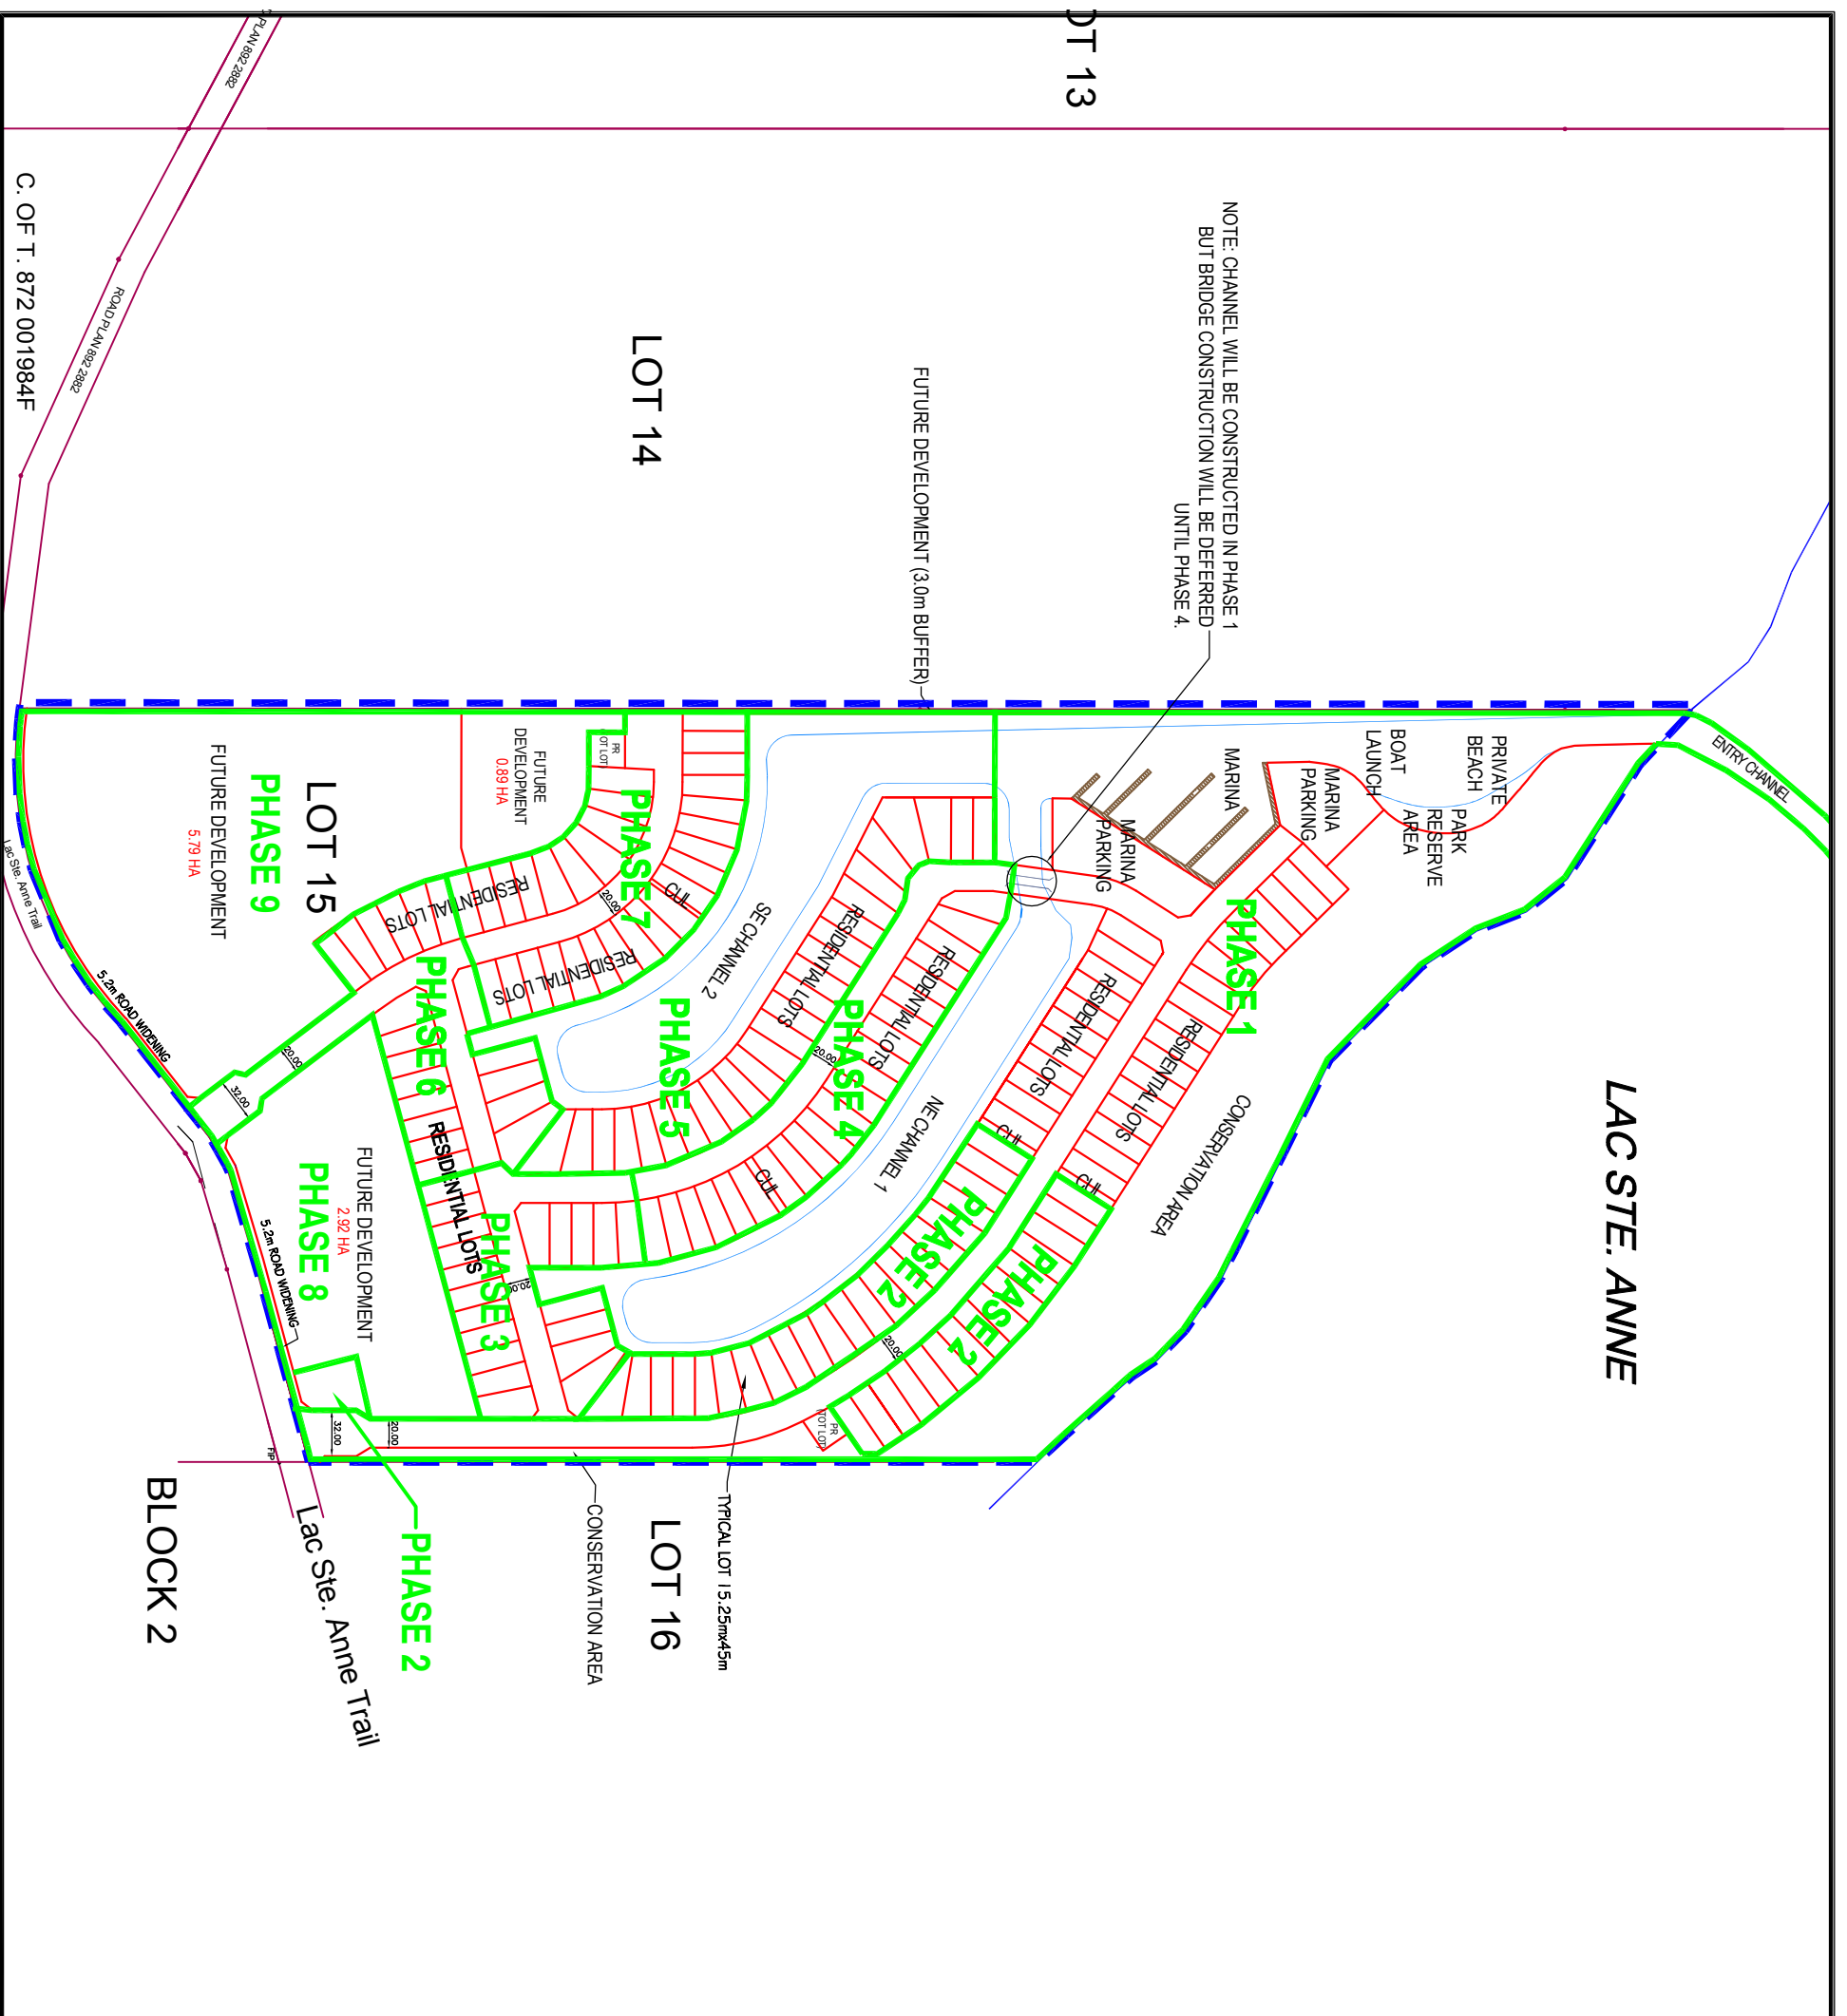 LAC STE. ANNE
ENTRY CHANNEL
PRIVATE
BEACH
PARK
RESERVE
AREA
BOAT
LAUNCH
MARINA
PARKING
MARINA
MARINA
PARKING
NOTE: CHANNEL WILL BE CONSTRUCTED IN PHASE 1
BUT BRIDGE CONSTRUCTION WILL BE DEFERRED
UNTIL PHASE 4.
OT 13
PHASE 1
RESIDENTIAL LOTS
RESIDENTIAL LOTS
CONSERVATION AREA
FUTURE DEVELOPMENT (3.0m BUFFER)
NE CHANNEL 1
PHASE 2
PHASE 2
20.00
PHASE 4
RESIDENTIAL LOTS
RESIDENTIAL LOTS
20.00
SE CHANNEL 2
PR
TOT LOT
TYPICAL LOT 15.25mx45m
LOT 14
LOT 16
PHASE 5
PHASE 7
20.00
PR
TOT LOT
CONSERVATION AREA
RESIDENTIAL LOTS
RESIDENTIAL LOTS
FUTURE
DEVELOPMENT
0.89 HA
PHASE 3
20.00
RESIDENTIAL LOTS
PHASE 6
PHASE 2
20.00
32.00
FUTURE DEVELOPMENT
2.92 HA
PHASE 8
LOT 15
PHASE 9
FUTURE DEVELOPMENT
5.79 HA
20.00
32.00
5.2m ROAD WIDENING
5.2m ROAD WIDENING
FIP
Lac Ste. Anne Trail
BLOCK 2
PLAN 892 2882
ROAD PLAN 892 2882
C. OF T. 872 001984F
Lac Ste. Anne Trail